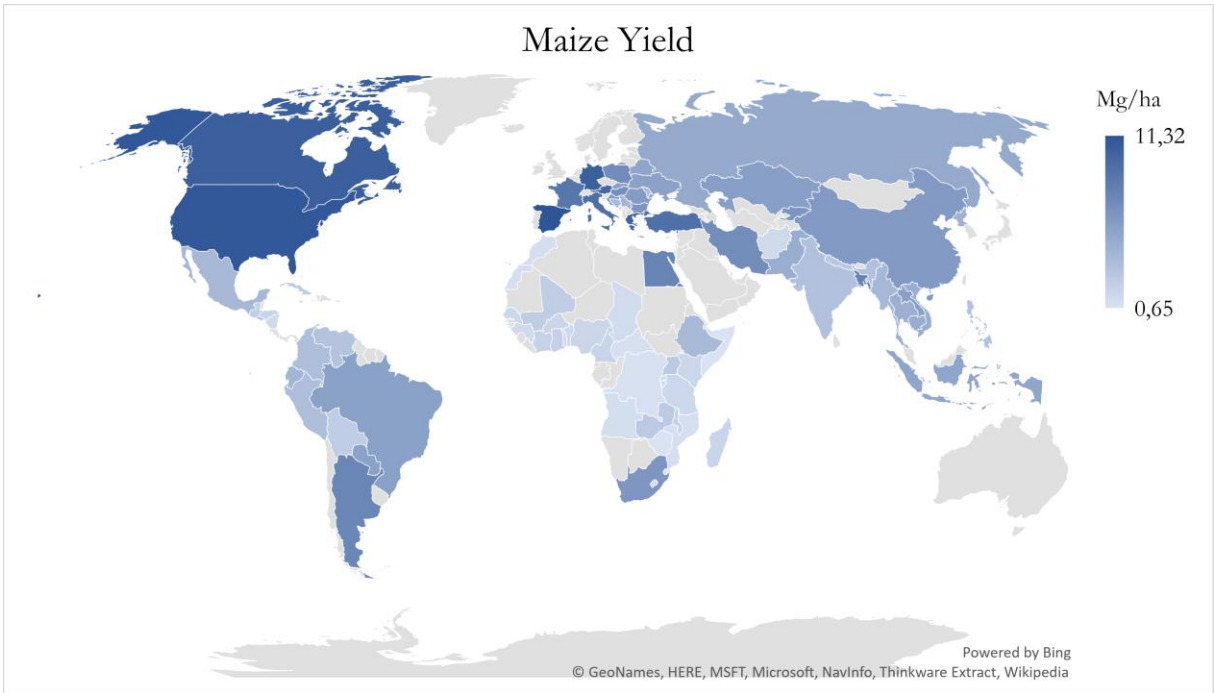 Maize Yield
Mg/ha
11,32
0,65
Powered by Bing
© GeoNames, HERE, MSFT, Microsoft, NavInfo, Thinkware Extract, Wikipedia